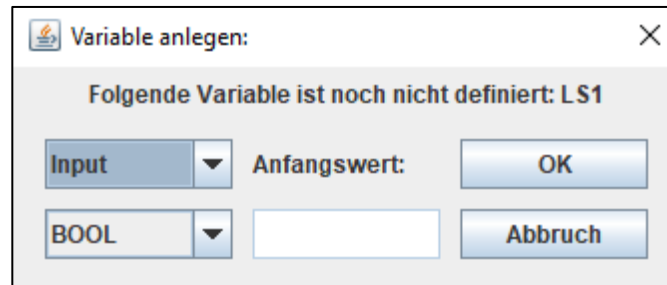 Variable anlegen:
Folgende Variable ist noch nicht definiert: LS1
Input Anfangswert: OK
BOOL Abbruch